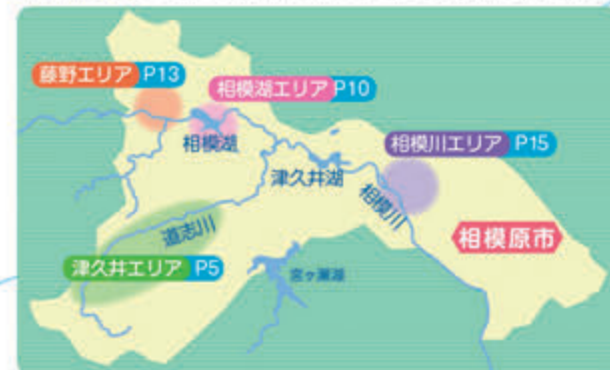 藤野エリア P13
相模湖エリア P10
相模湖
相模川エリア P15
津久井湖
相模川
道志川
相模原市
津久井エリア P5
宮ヶ瀬湖